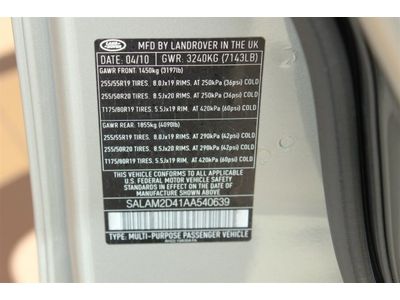 LAND ROVER
MFD BY LANDROVER IN THE UK
DATE: 04/10 GWR: 3240KG (7143LB)
GAWR FRONT: 1450kg (3197lb)
255/55R19 TIRES, 8.0Jx19 RIMS, AT 250kPa (36psi) COLD
255/50R20 TIRES, 8.5Jx20 RIMS, AT 250kPa (36psi) COLD
T175/80R19 TIRES, 5.5Jx19 RIM, AT 420kPa (60psi) COLD
GAWR REAR: 1855kg (4090lb)
255/55R19 TIRES, 8.0Jx19 RIMS, AT 290kPa (42psi) COLD
255/50R20 TIRES, 8.5Jx20 RIMS, AT 290kPa (42psi) COLD
T175/80R19 TIRES, 5.5Jx19 RIM, AT 420kPa (60psi) COLD
THIS VEHICLE CONFORMS TO ALL APPLICABLE
U.S. FEDERAL MOTOR VEHICLE SAFETY AND
THEFT PREVENTION STANDARDS IN EFFECT ON
THE DATE OF MANUFACTURE SHOWN ABOVE
SALAM2D41AA540639
TYPE: MULTI-PURPOSE PASSENGER VEHICLE